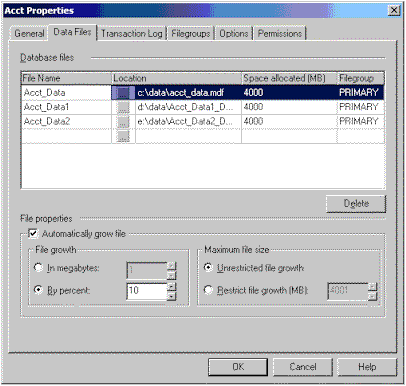 Acct Properties
General Data Files Transaction Log Filegroups Options Permissions
Database files
File Name Location Space allocated (MB) Filegroup
Acct_Data ... c:\data\acct_data.mdf 4000 PRIMARY
Acct_Data1 ... d:\data\Acct_Data1_D... 4000 PRIMARY
Acct_Data2 ... e:\data\Acct_Data2_D... 4000 PRIMARY
...
Delete
File properties
Automatically grow file
File growth Maximum file size
In megabytes: 1 Unrestricted file growth
By percent: 10 Restrict file growth (MB): 4001
OK Cancel Help